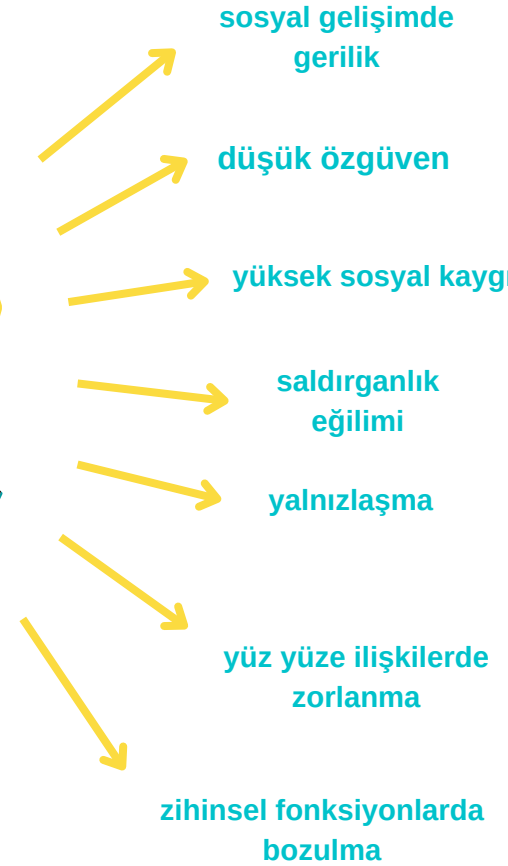 sosyal gelişimde
gerilik
düşük özgüven
yüksek sosyal kaygı
saldırganlık
eğilimi
yalnızlaşma
yüz yüze ilişkilerde
zorlanma
zihinsel fonksiyonlarda
bozulma